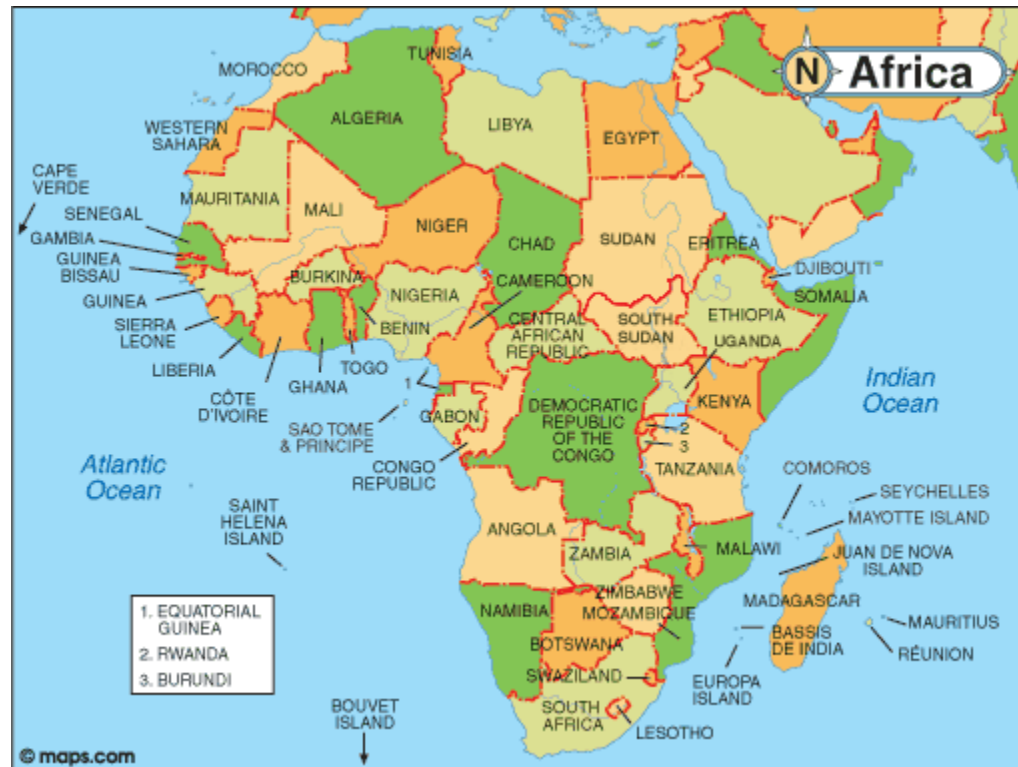 N Africa
TUNISIA
MOROCCO
ALGERIA
LIBYA
EGYPT
WESTERN
SAHARA
CAPE
VERDE
MAURITANIA
MALI
NIGER
CHAD
SUDAN
ERITREA
SENEGAL
GAMBIA
GUINEA
BISSAU
GUINEA
SIERRA
LEONE
LIBERIA
CÔTE
D'IVOIRE
GHANA
TOGO
BENIN
BURKINA
NIGERIA
CAMEROON
CENTRAL
AFRICAN
REPUBLIC
SOUTH
SUDAN
DJIBOUTI
SOMALIA
ETHIOPIA
UGANDA
KENYA
Indian
Ocean
1
SAO TOME
& PRINCIPE
GABON
CONGO
REPUBLIC
DEMOCRATIC
REPUBLIC
OF THE
CONGO
2
3
TANZANIA
Atlantic
Ocean
SAINT
HELENA
ISLAND
COMOROS
SEYCHELLES
MAYOTTE ISLAND
JUAN DE NOVA
ISLAND
ANGOLA
ZAMBIA
MALAWI
ZIMBABWE
MOZAMBIQUE
MADAGASCAR
MAURITIUS
RÉUNION
BASSIS
DE INDIA
EUROPA
ISLAND
NAMIBIA
BOTSWANA
SWAZILAND
SOUTH
AFRICA
LESOTHO
1. EQUATORIAL
GUINEA
2. RWANDA
3. BURUNDI
BOUVET
ISLAND
© maps.com